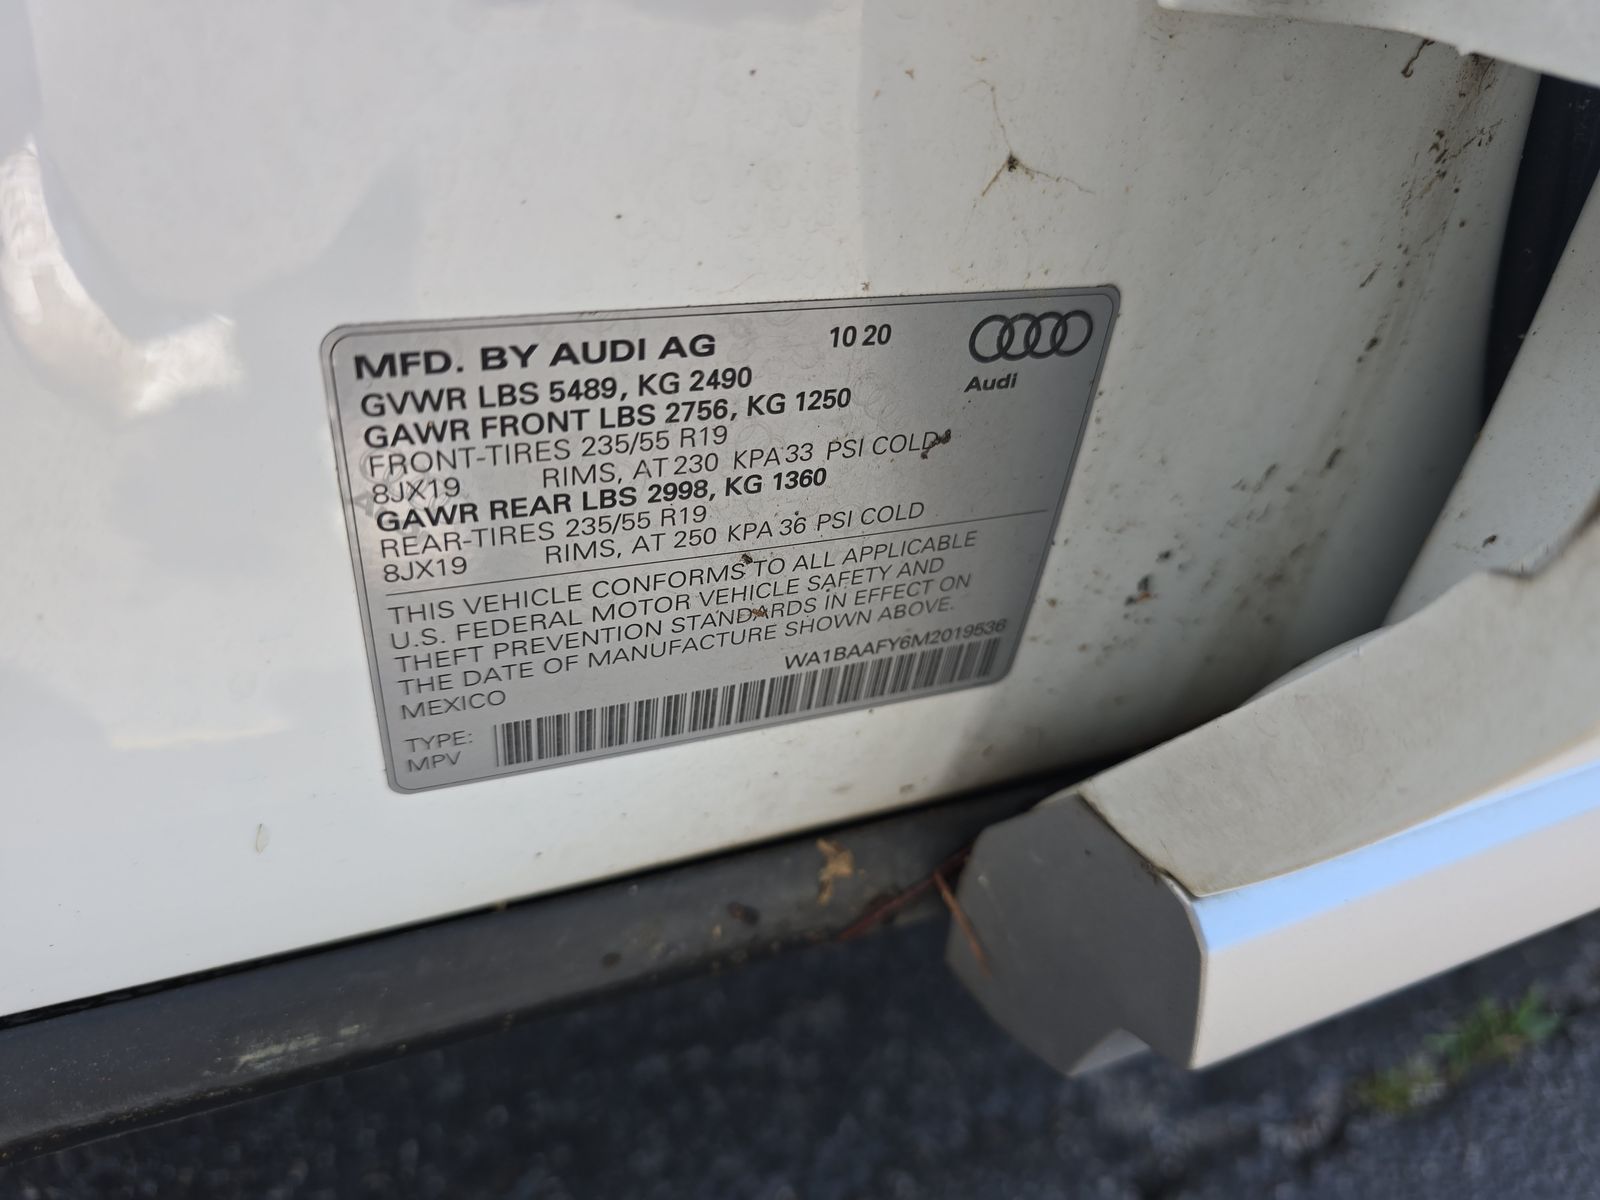 MFD. BY AUDI AG 10 20
Audi
GVWR LBS 5489, KG 2490
GAWR FRONT LBS 2756, KG 1250
FRONT-TIRES 235/55 R19
8JX19 RIMS, AT 230 KPA 33 PSI COLD
GAWR REAR LBS 2998, KG 1360
REAR-TIRES 235/55 R19
8JX19 RIMS, AT 250 KPA 36 PSI COLD
THIS VEHICLE CONFORMS TO ALL APPLICABLE
U.S. FEDERAL MOTOR VEHICLE SAFETY AND
THEFT PREVENTION STANDARDS IN EFFECT ON
THE DATE OF MANUFACTURE SHOWN ABOVE.
MEXICO WA1BAAFY6M2019536
TYPE:
MPV